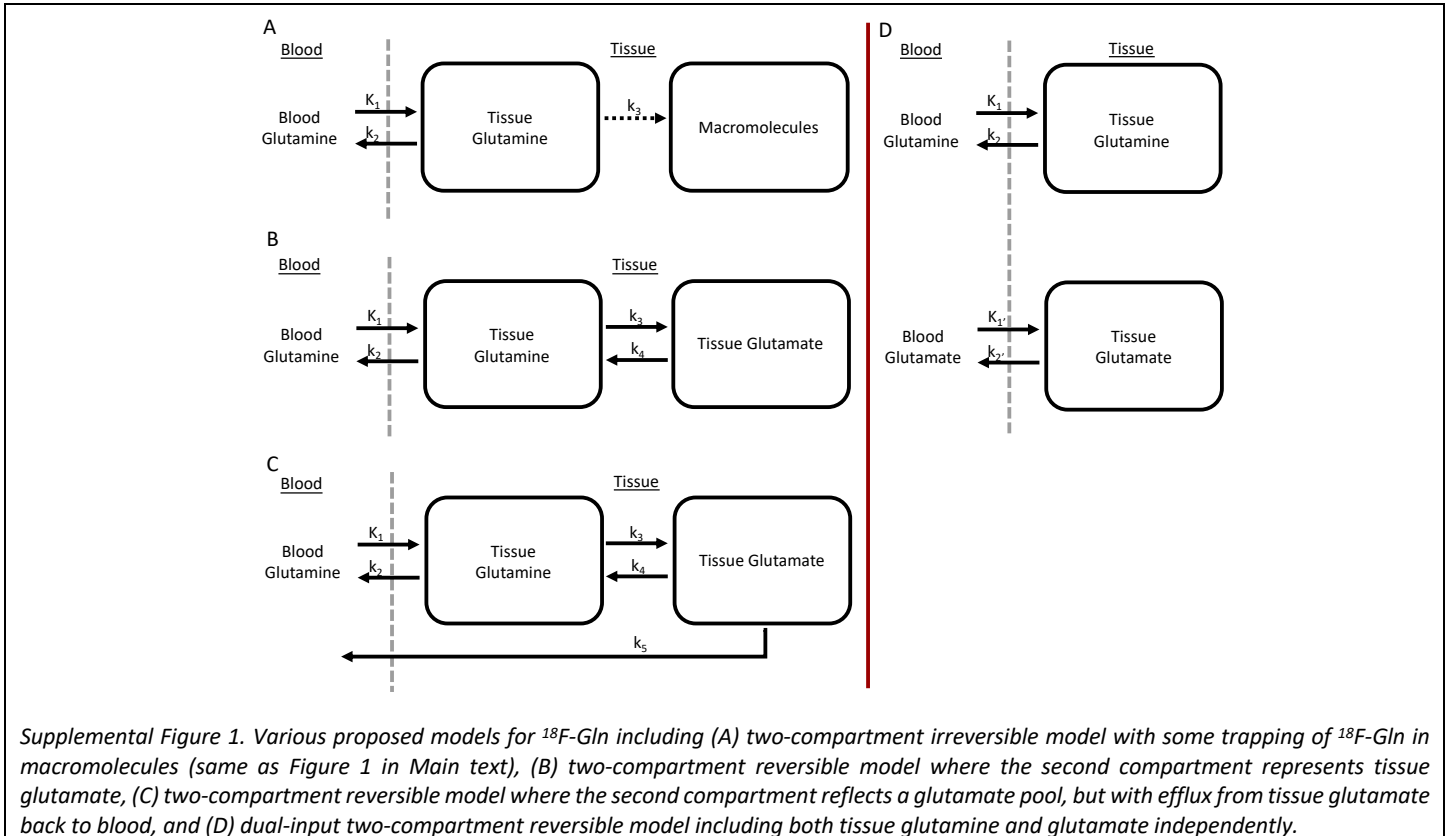 A
Blood
Tissue
Blood
Glutamine
K1
k2
Tissue
Glutamine
k3
Macromolecules
B
Blood
Tissue
Blood
Glutamine
K1
k2
Tissue
Glutamine
k3
k4
Tissue Glutamate
C
Blood
Tissue
Blood
Glutamine
K1
k2
Tissue
Glutamine
k3
k4
Tissue Glutamate
k5
D
Blood
Tissue
Blood
Glutamine
K1
k2
Tissue
Glutamine
Blood
Glutamate
K1'
k2'
Tissue
Glutamate
Supplemental Figure 1. Various proposed models for 18F-Gln including (A) two-compartment irreversible model with some trapping of 18F-Gln in
macromolecules (same as Figure 1 in Main text), (B) two-compartment reversible model where the second compartment represents tissue
glutamate, (C) two-compartment reversible model where the second compartment reflects a glutamate pool, but with efflux from tissue glutamate
back to blood, and (D) dual-input two-compartment reversible model including both tissue glutamine and glutamate independently.